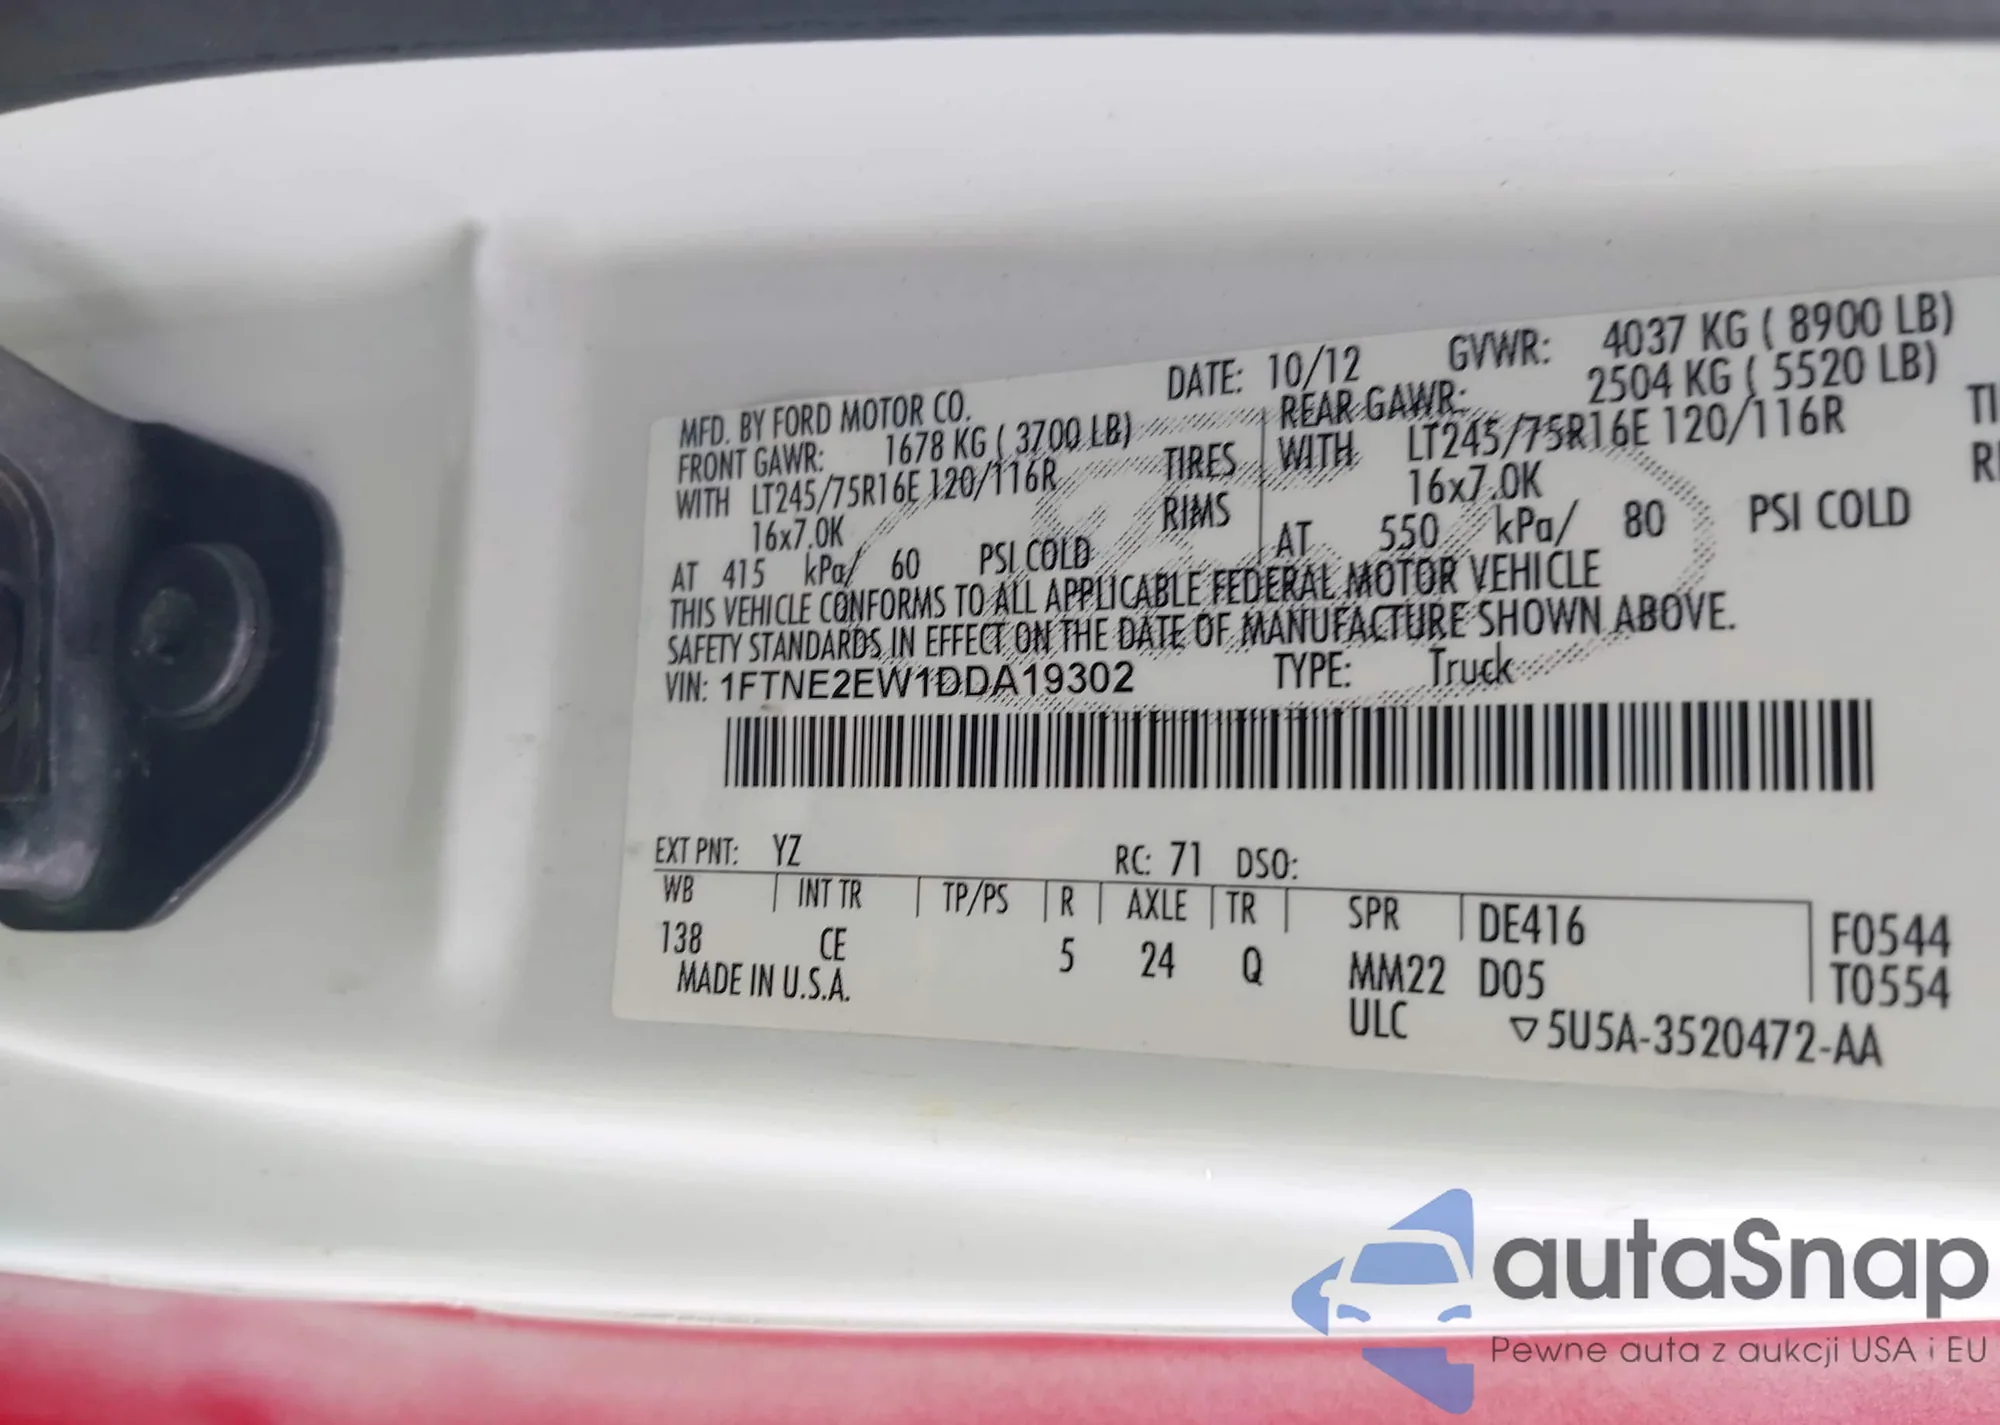 MFD. BY FORD MOTOR CO. DATE: 10/12 GVWR: 4037 KG ( 8900 LB)
FRONT GAWR: 1678 KG ( 3700 LB) REAR GAWR: 2504 KG ( 5520 LB)
WITH LT245/75R16E 120/116R TIRES WITH LT245/75R16E 120/116R
16x7.0K RIMS 16x7.0K
AT 415 kPa/ 60 PSI COLD AT 550 kPa/ 80 PSI COLD
THIS VEHICLE CONFORMS TO ALL APPLICABLE FEDERAL MOTOR VEHICLE
SAFETY STANDARDS IN EFFECT ON THE DATE OF MANUFACTURE SHOWN ABOVE.
VIN: 1FTNE2EW1DDA19302 TYPE: Truck
EXT PNT: YZ RC: 71 DSO:
WB INT TR TP/PS R AXLE TR SPR DE416 F0544
138 CE 5 24 Q MM22 D05 T0554
MADE IN U.S.A. ULC ▽5U5A-3520472-AA
autaSnap
Pewne auta z aukcji USA i EU